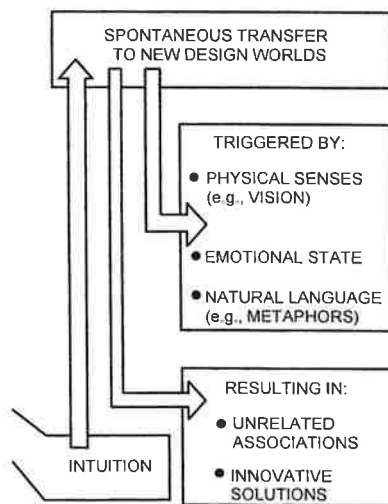 SPONTANEOUS TRANSFER
TO NEW DESIGN WORLDS
TRIGGERED BY:
● PHYSICAL SENSES
(e.g., VISION)
● EMOTIONAL STATE
● NATURAL LANGUAGE
(e.g., METAPHORS)
RESULTING IN:
● UNRELATED
ASSOCIATIONS
● INNOVATIVE
SOLUTIONS
INTUITION